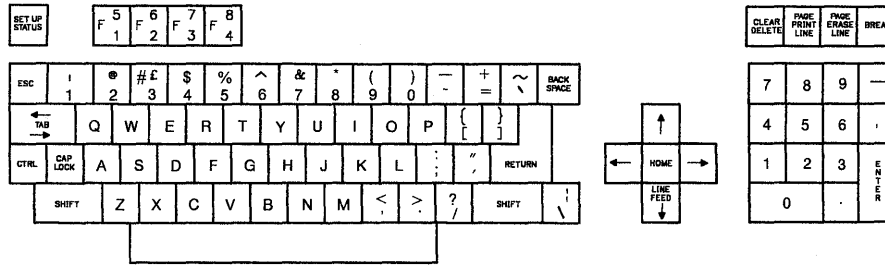 SET UP STATUS F 5 1 F 6 2 F 7 3 F 8 4 CLEAR DELETE PAGE PRINT LINE PAGE ERASE LINE BREA
ESC ! 1 @ 2 #£ 3 $ 4 % 5 ^ 6 & 7 * 8 ( 9 ) 0 — - + = ~ ` BACK SPACE 7 8 9 —
← TAB → Q W E R T Y U I O P { [ } ] ↑ 4 5 6 ,
CTRL CAP LOCK A S D F G H J K L : ; " ' RETURN ← HOME → 1 2 3 ENTER
SHIFT Z X C V B N M < , > . ? / SHIFT ¦ \ LINE FEED ↓ 0 .